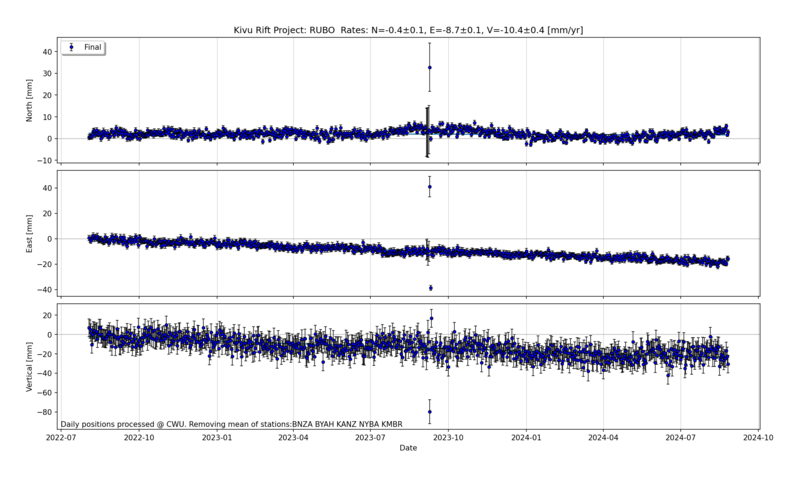 Kivu Rift Project: RUBO  Rates: N=-0.4±0.1, E=-8.7±0.1, V=-10.4±0.4 [mm/yr]
Final
North [mm]
40
30
20
10
0
−10
East [mm]
40
20
0
−20
−40
Vertical [mm]
20
0
−20
−40
−60
−80
Daily positions processed @ CWU. Removing mean of stations:BNZA BYAH KANZ NYBA KMBR
2022-07 2022-10 2023-01 2023-04 2023-07 2023-10 2024-01 2024-04 2024-07 2024-10
Date